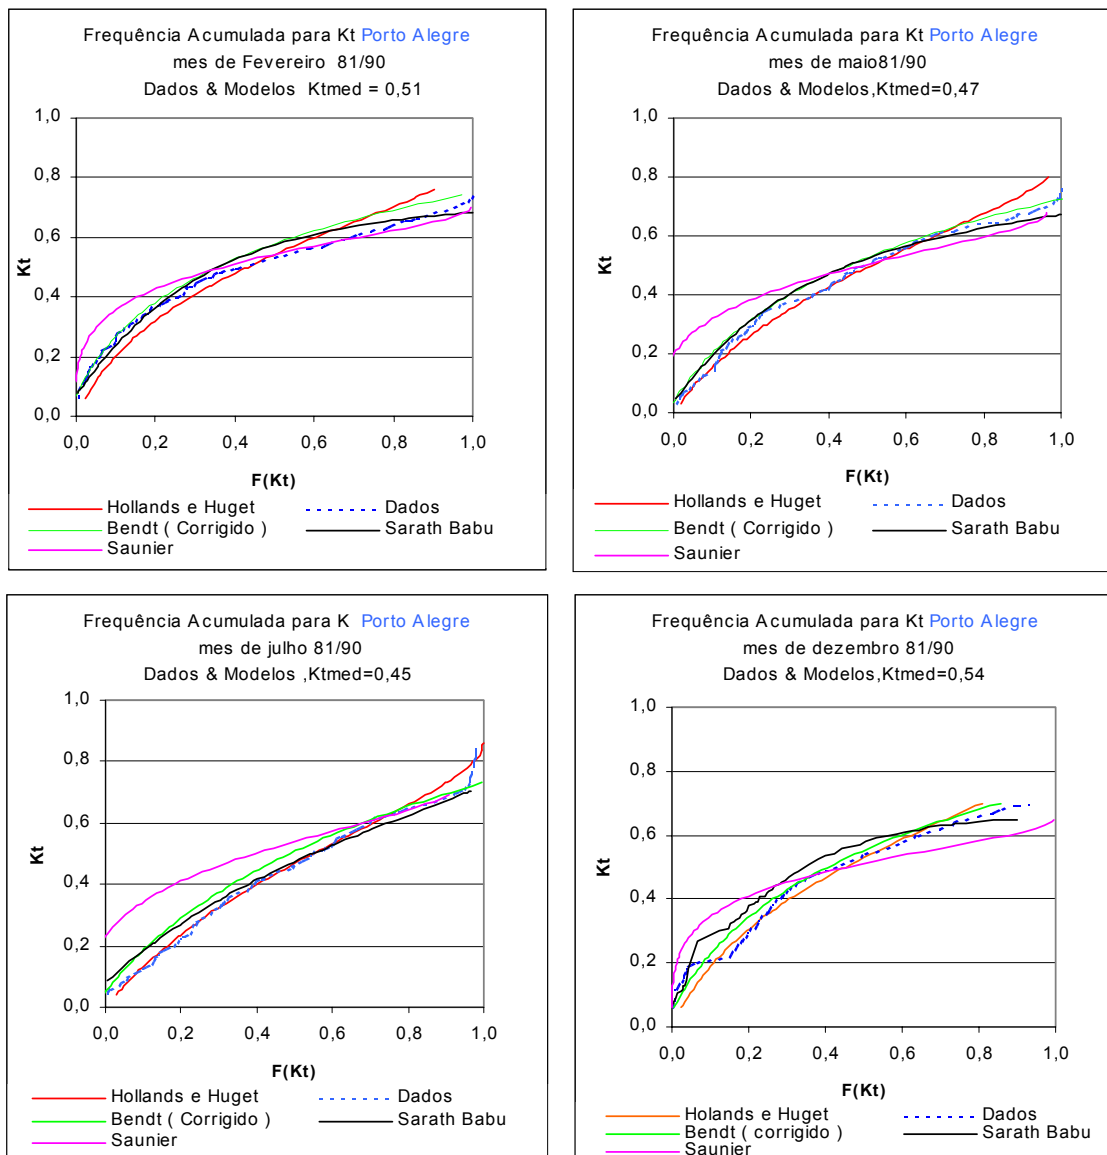 Frequência Acumulada para Kt Porto Alegre
mes de Fevereiro 81/90
Dados & Modelos Ktmed = 0,51
1,0
0,8
0,6
0,4
0,2
0,0
Kt
0,0 0,2 0,4 0,6 0,8 1,0
F(Kt)
Hollands e Huget Dados
Bendt ( Corrigido ) Sarath Babu
Saunier
Frequência Acumulada para Kt Porto Alegre
mes de maio81/90
Dados & Modelos,Ktmed=0,47
1,0
0,8
0,6
0,4
0,2
0,0
Kt
0,0 0,2 0,4 0,6 0,8 1,0
F(Kt)
Hollands e Huget Dados
Bendt ( Corrigido ) Sarath Babu
Saunier
Frequência Acumulada para K Porto Alegre
mes de julho 81/90
Dados & Modelos ,Ktmed=0,45
1,0
0,8
0,6
0,4
0,2
0,0
Kt
0,0 0,2 0,4 0,6 0,8 1,0
F(Kt)
Hollands e Huget Dados
Bendt ( Corrigido ) Sarath Babu
Saunier
Frequência Acumulada para Kt Porto Alegre
mes de dezembro 81/90
Dados & Modelos,Ktmed=0,54
1,0
0,8
0,6
0,4
0,2
0,0
Kt
0,0 0,2 0,4 0,6 0,8 1,0
F(Kt)
Holands e Huget Dados
Bendt ( corrigido ) Sarath Babu
Saunier